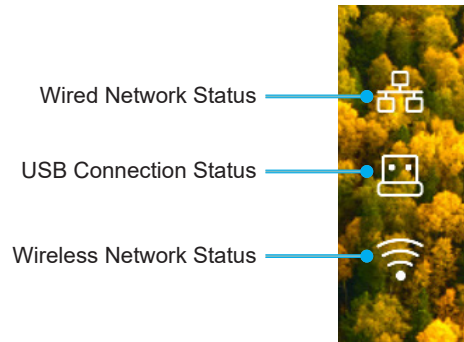 Wired Network Status
USB Connection Status
Wireless Network Status